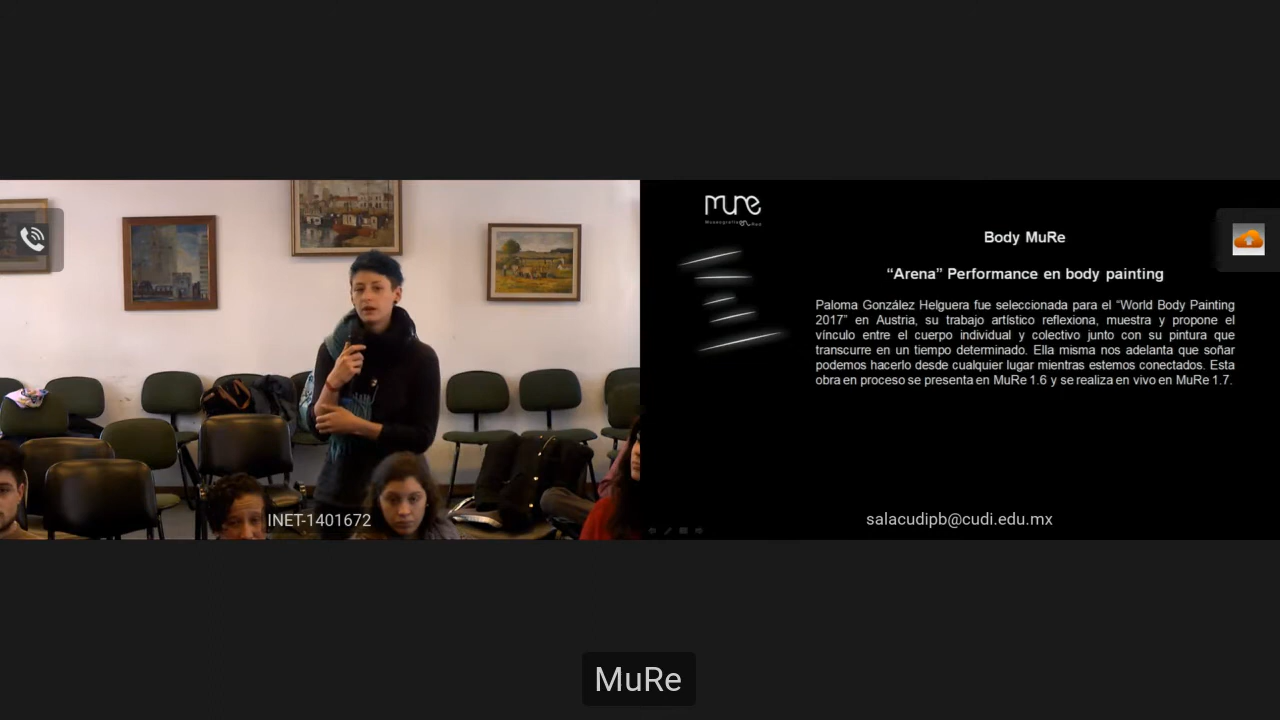 mure
Museografía en Red
Body MuRe
“Arena” Performance en body painting
Paloma González Helguera fue seleccionada para el “World Body Painting
2017” en Austria, su trabajo artístico reflexiona, muestra y propone el
vínculo entre el cuerpo individual y colectivo junto con su pintura que
transcurre en un tiempo determinado. Ella misma nos adelanta que soñar
podemos hacerlo desde cualquier lugar mientras estemos conectados. Esta
obra en proceso se presenta en MuRe 1.6 y se realiza en vivo en MuRe 1.7.
INET-1401672
salacudipb@cudi.edu.mx
MuRe